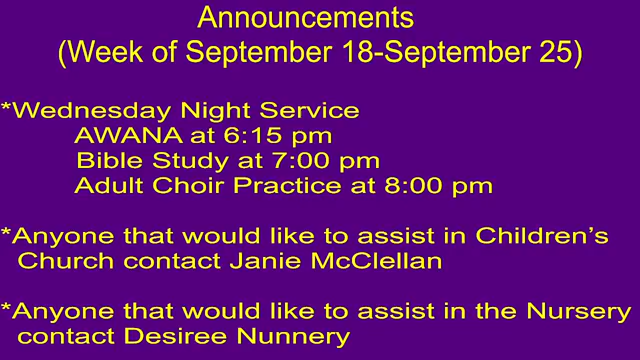 Announcements
(Week of September 18-September 25)
*Wednesday Night Service
AWANA at 6:15 pm
Bible Study at 7:00 pm
Adult Choir Practice at 8:00 pm
*Anyone that would like to assist in Children's
Church contact Janie McClellan
*Anyone that would like to assist in the Nursery
contact Desiree Nunnery